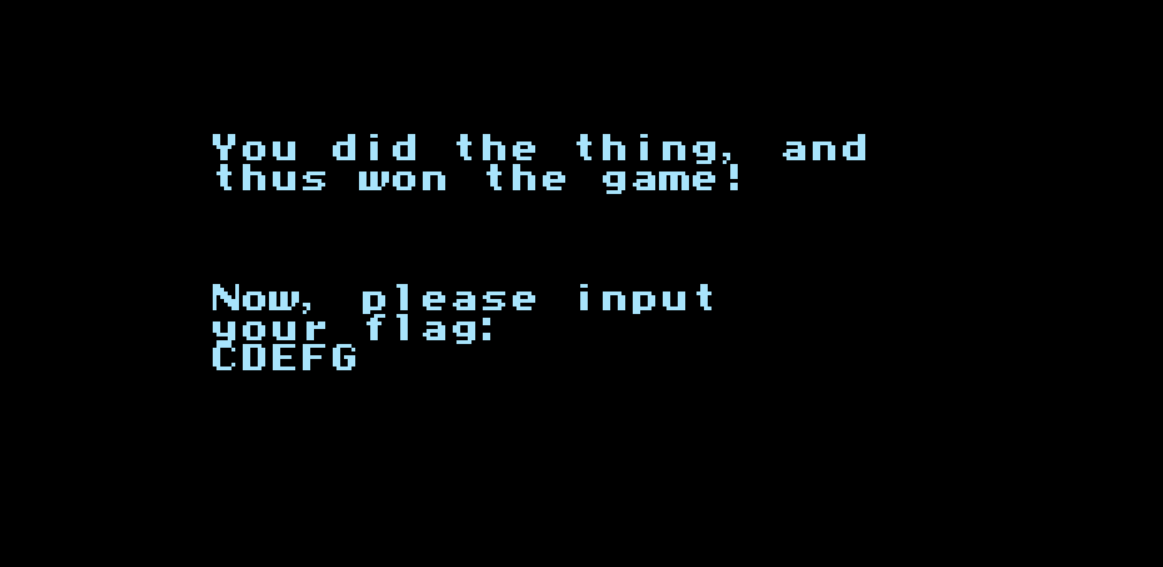 You did the thing, and
thus won the game!
Now, please input
your flag:
CDEFG